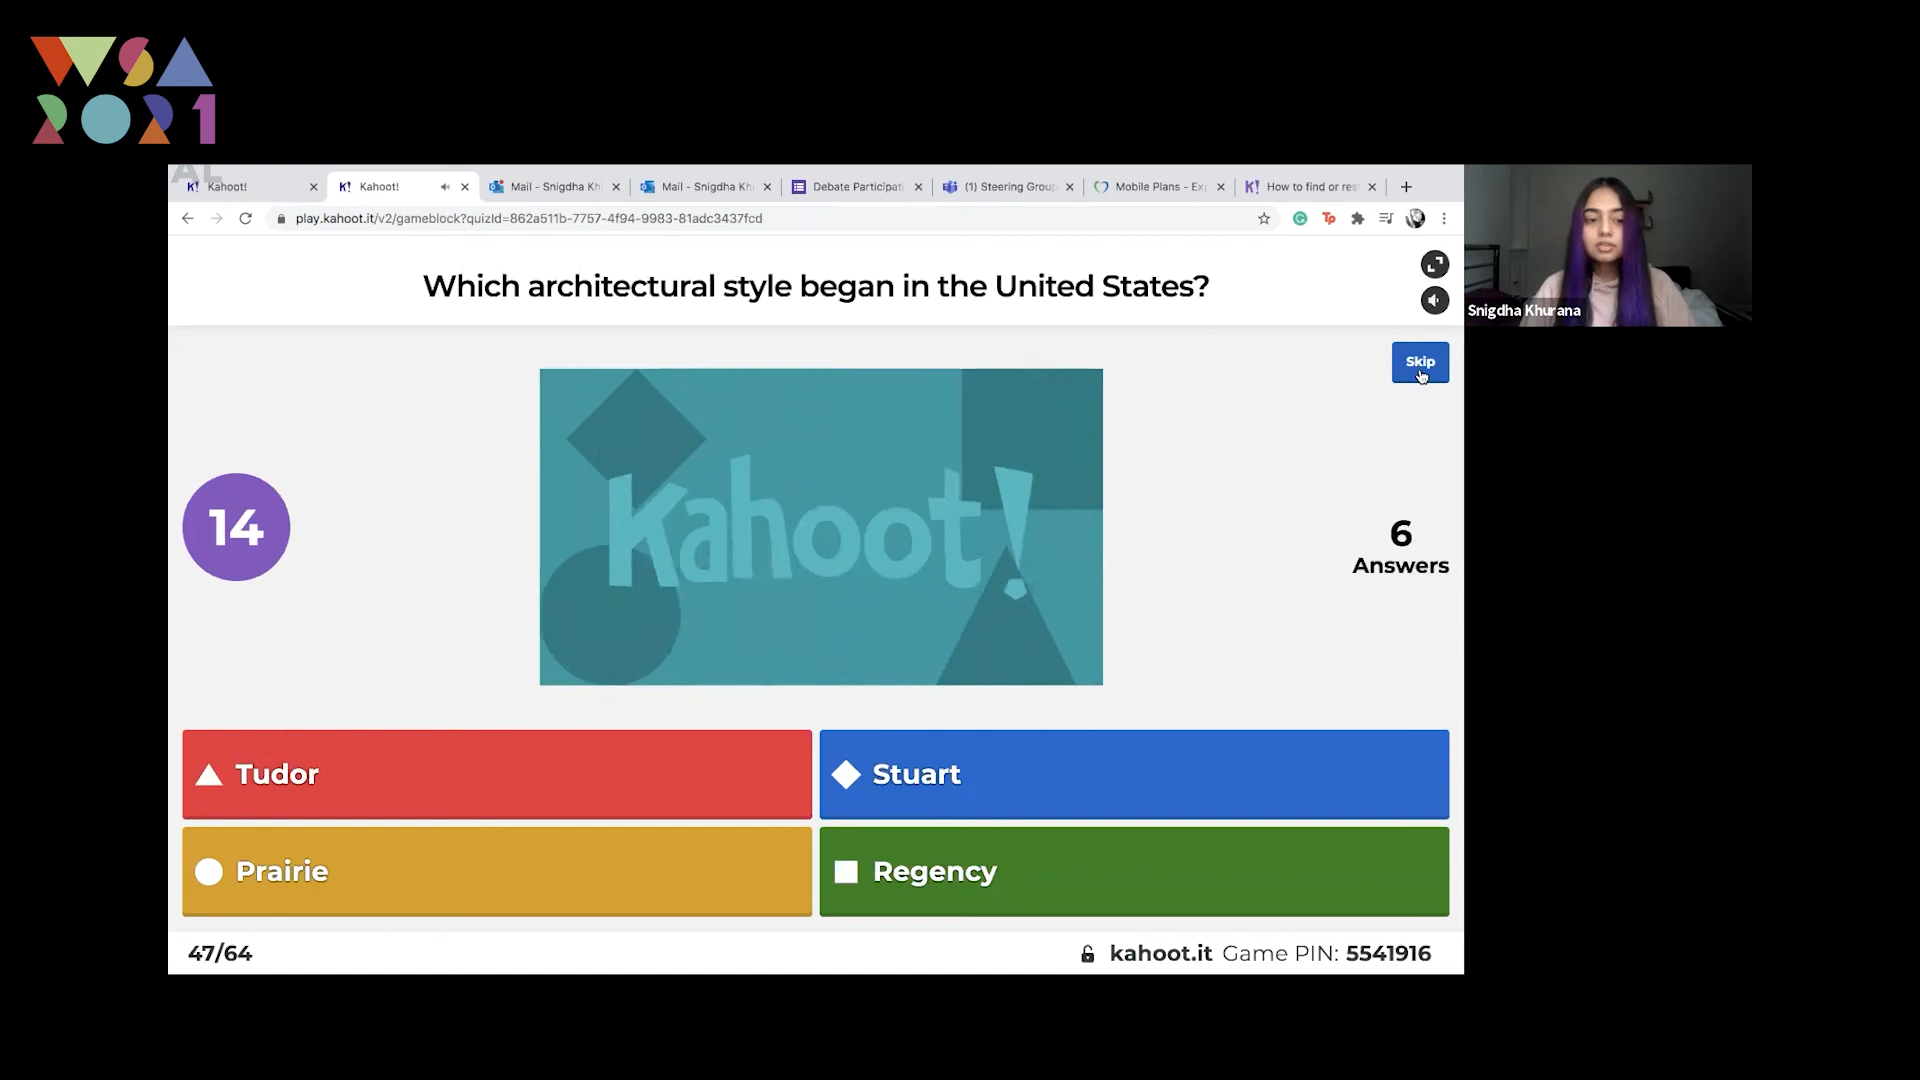 WSA
2021
AL
Kahoot!
Kahoot!
Mail - Snigdha Kh
Mail - Snigdha Kh
Debate Participat
(1) Steering Group
Mobile Plans - Ex
How to find or res
play.kahoot.it/v2/gameblock?quizId=862a511b-7757-4f94-9983-81adc3437fcd
Which architectural style began in the United States?
Snigdha Khurana
Skip
Kahoot!
14
6
Answers
Tudor
Stuart
Prairie
Regency
47/64
kahoot.it Game PIN: 5541916